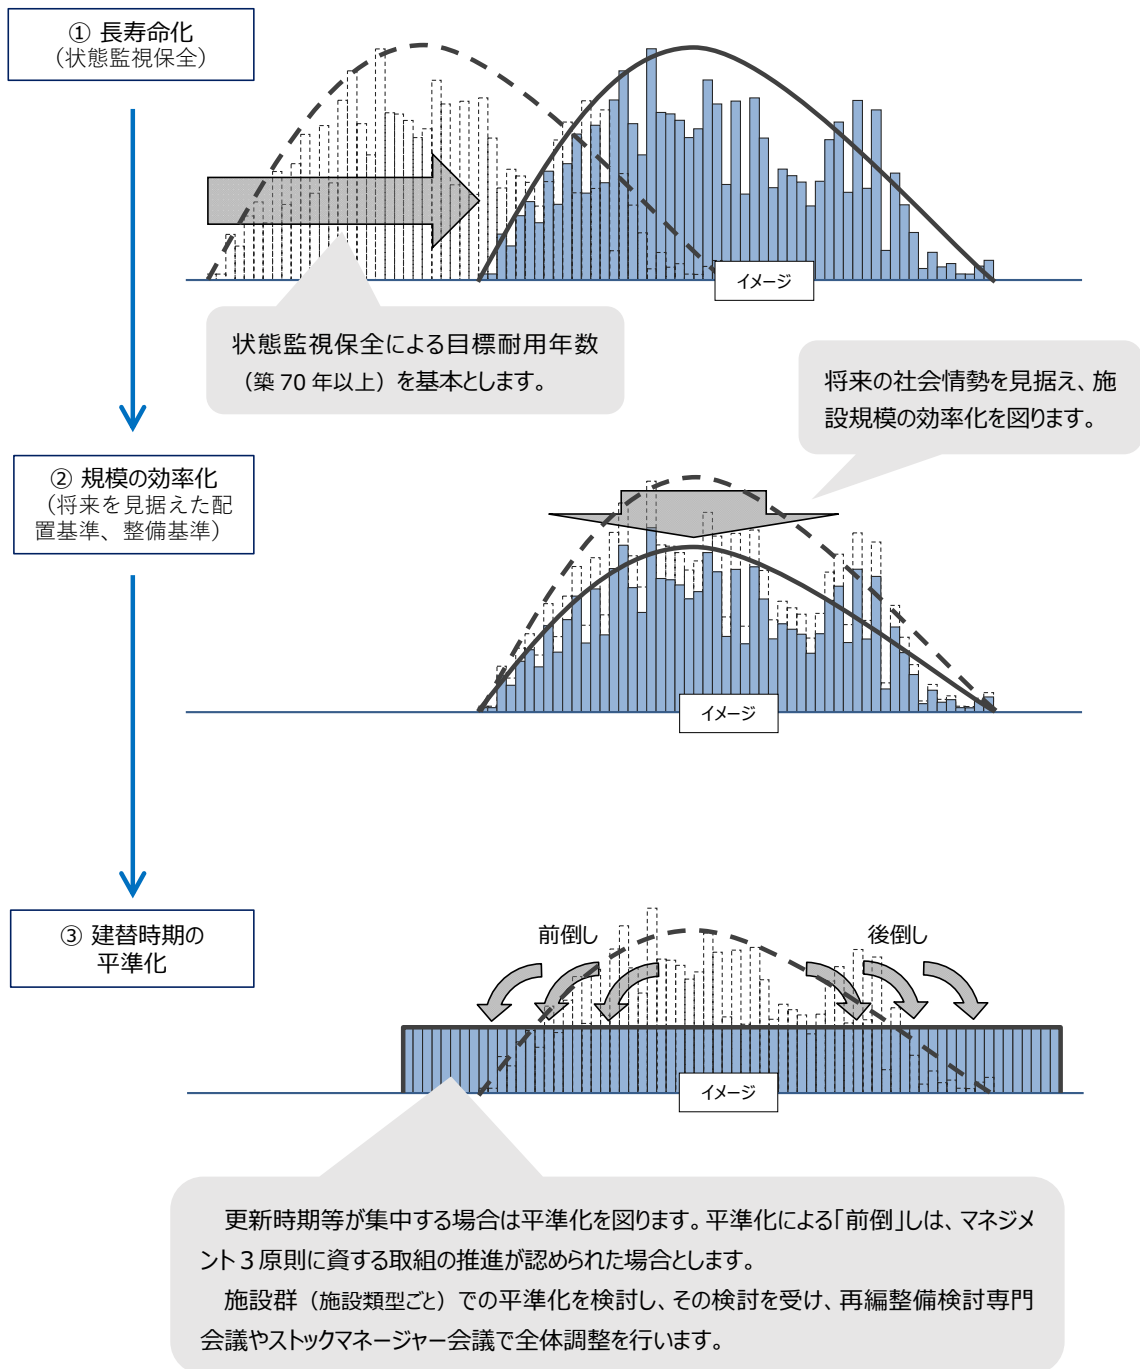 ① 長寿命化
（状態監視保全）
イメージ
状態監視保全による目標耐用年数
（築 70 年以上）を基本とします。
将来の社会情勢を見据え、施
設規模の効率化を図ります。
② 規模の効率化
（将来を見据えた配
置基準、整備基準）
イメージ
③ 建替時期の
平準化
前倒し
後倒し
イメージ
更新時期等が集中する場合は平準化を図ります。平準化による「前倒」しは、マネジメ
ント３原則に資する取組の推進が認められた場合とします。
施設群（施設類型ごと）での平準化を検討し、その検討を受け、再編整備検討専門
会議やストックマネージャー会議で全体調整を行います。